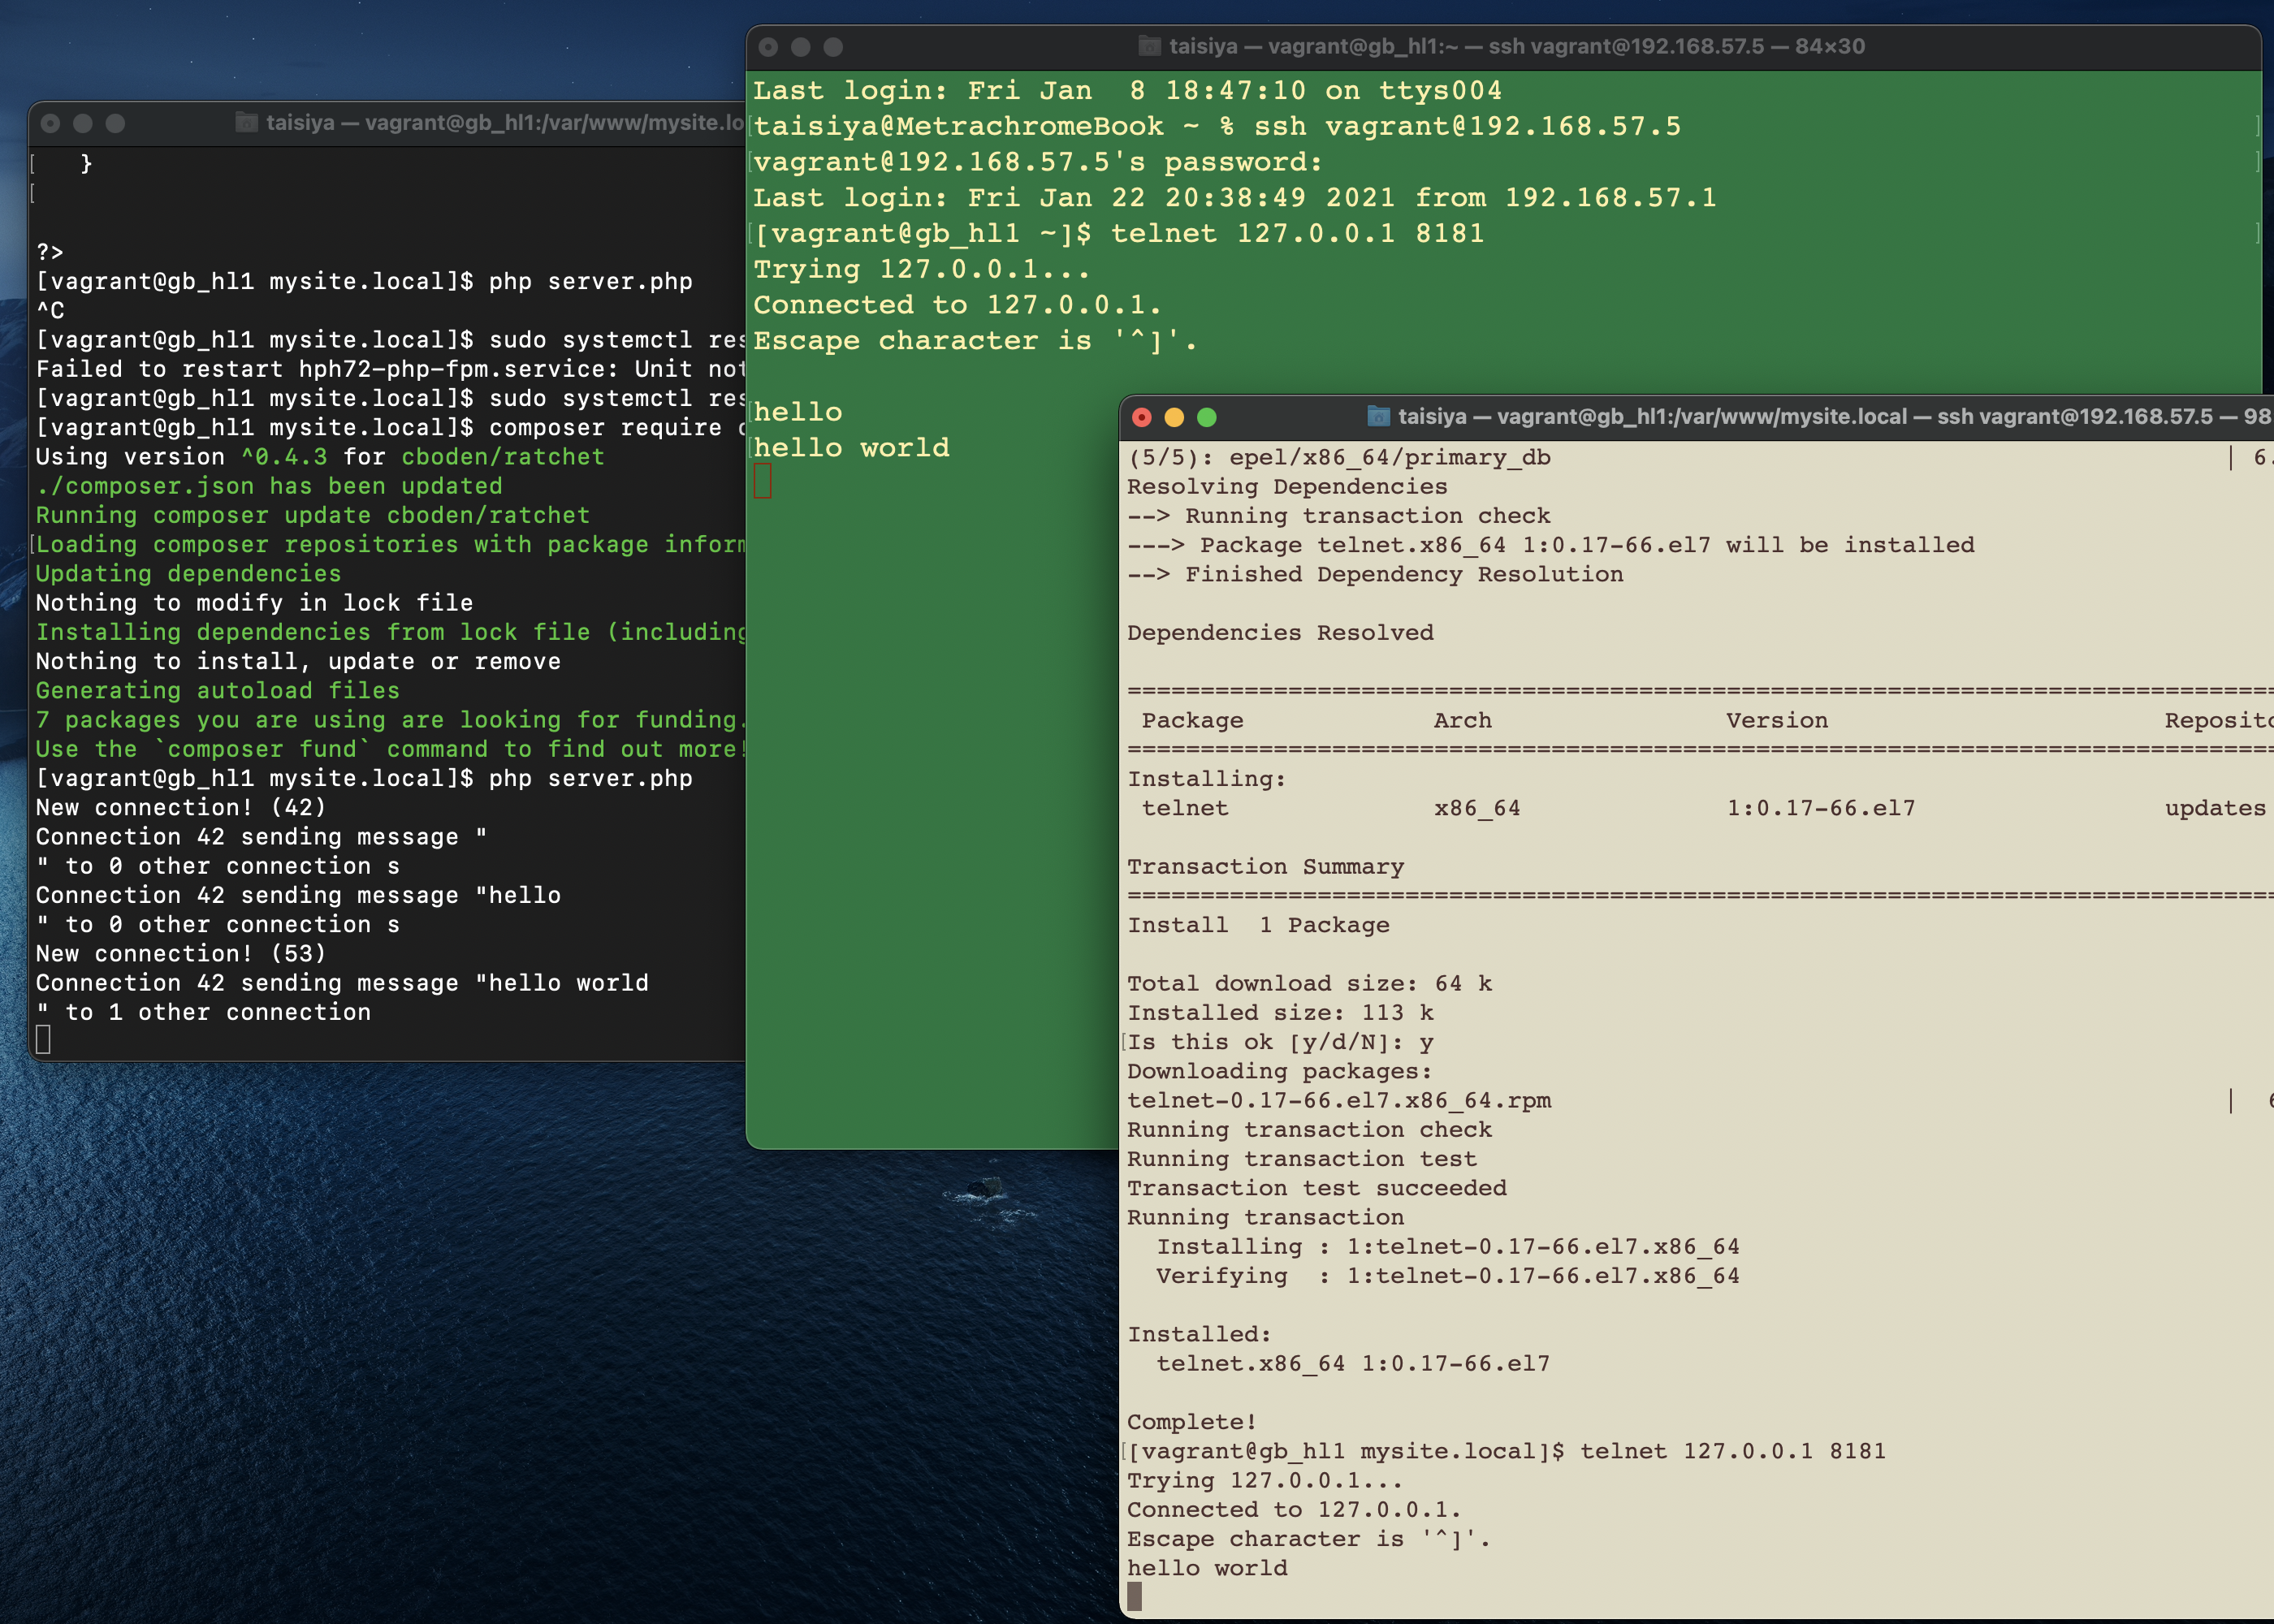 taisiya — vagrant@gb_hl1:/var/www/mysite.lo
}
?>
[vagrant@gb_hl1 mysite.local]$ php server.php
^C
[vagrant@gb_hl1 mysite.local]$ sudo systemctl res
Failed to restart hph72-php-fpm.service: Unit not
[vagrant@gb_hl1 mysite.local]$ sudo systemctl res
[vagrant@gb_hl1 mysite.local]$ composer require c
Using version ^0.4.3 for cboden/ratchet
./composer.json has been updated
Running composer update cboden/ratchet
Loading composer repositories with package inform
Updating dependencies
Nothing to modify in lock file
Installing dependencies from lock file (including
Nothing to install, update or remove
Generating autoload files
7 packages you are using are looking for funding.
Use the `composer fund` command to find out more!
[vagrant@gb_hl1 mysite.local]$ php server.php
New connection! (42)
Connection 42 sending message "
" to 0 other connection s
Connection 42 sending message "hello
" to 0 other connection s
New connection! (53)
Connection 42 sending message "hello world
" to 1 other connection
taisiya — vagrant@gb_hl1:~ — ssh vagrant@192.168.57.5 — 84×30
Last login: Fri Jan  8 18:47:10 on ttys004
taisiya@MetrachromeBook ~ % ssh vagrant@192.168.57.5
vagrant@192.168.57.5's password:
Last login: Fri Jan 22 20:38:49 2021 from 192.168.57.1
[vagrant@gb_hl1 ~]$ telnet 127.0.0.1 8181
Trying 127.0.0.1...
Connected to 127.0.0.1.
Escape character is '^]'.
hello
hello world
taisiya — vagrant@gb_hl1:/var/www/mysite.local — ssh vagrant@192.168.57.5 — 98
(5/5): epel/x86_64/primary_db | 6.
Resolving Dependencies
--> Running transaction check
---> Package telnet.x86_64 1:0.17-66.el7 will be installed
--> Finished Dependency Resolution
Dependencies Resolved
================================================================================
Package Arch Version Reposito
================================================================================
Installing:
telnet x86_64 1:0.17-66.el7 updates
Transaction Summary
================================================================================
Install  1 Package
Total download size: 64 k
Installed size: 113 k
Is this ok [y/d/N]: y
Downloading packages:
telnet-0.17-66.el7.x86_64.rpm | 6
Running transaction check
Running transaction test
Transaction test succeeded
Running transaction
Installing : 1:telnet-0.17-66.el7.x86_64
Verifying  : 1:telnet-0.17-66.el7.x86_64
Installed:
telnet.x86_64 1:0.17-66.el7
Complete!
[vagrant@gb_hl1 mysite.local]$ telnet 127.0.0.1 8181
Trying 127.0.0.1...
Connected to 127.0.0.1.
Escape character is '^]'.
hello world